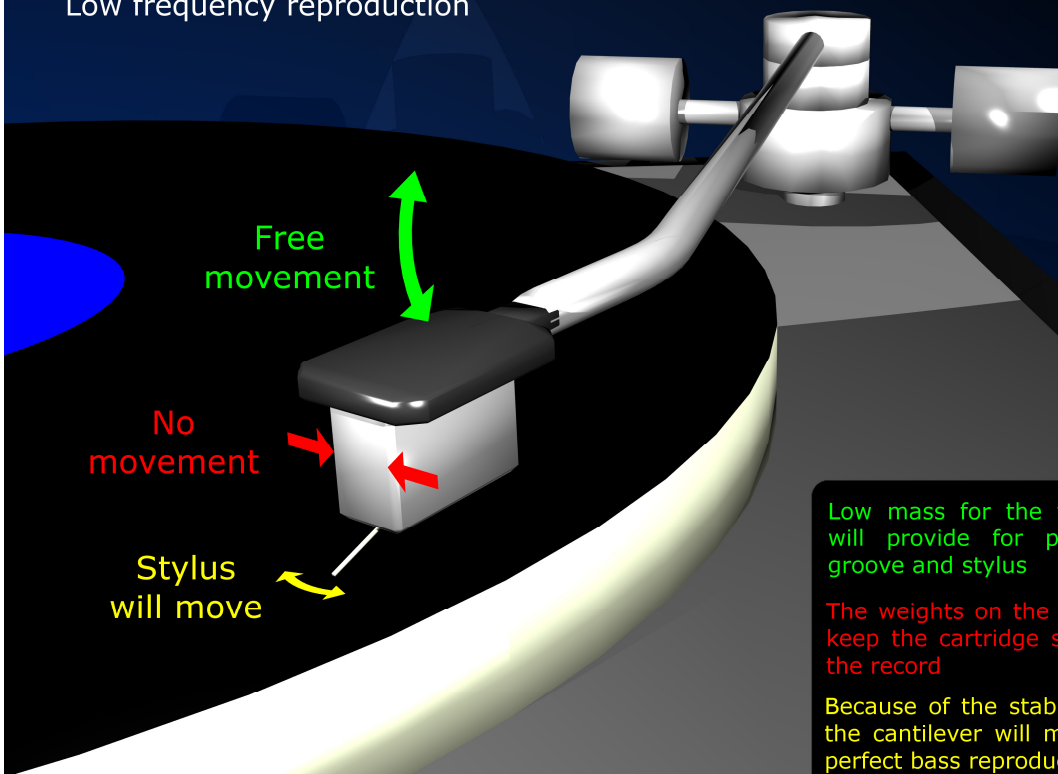 Low frequency reproduction
Free
movement
No
movement
Stylus
will move
Low mass for the
will provide for
groove and stylus
The weights on the
keep the cartridge
the record
Because of the
the cantilever will
perfect bass